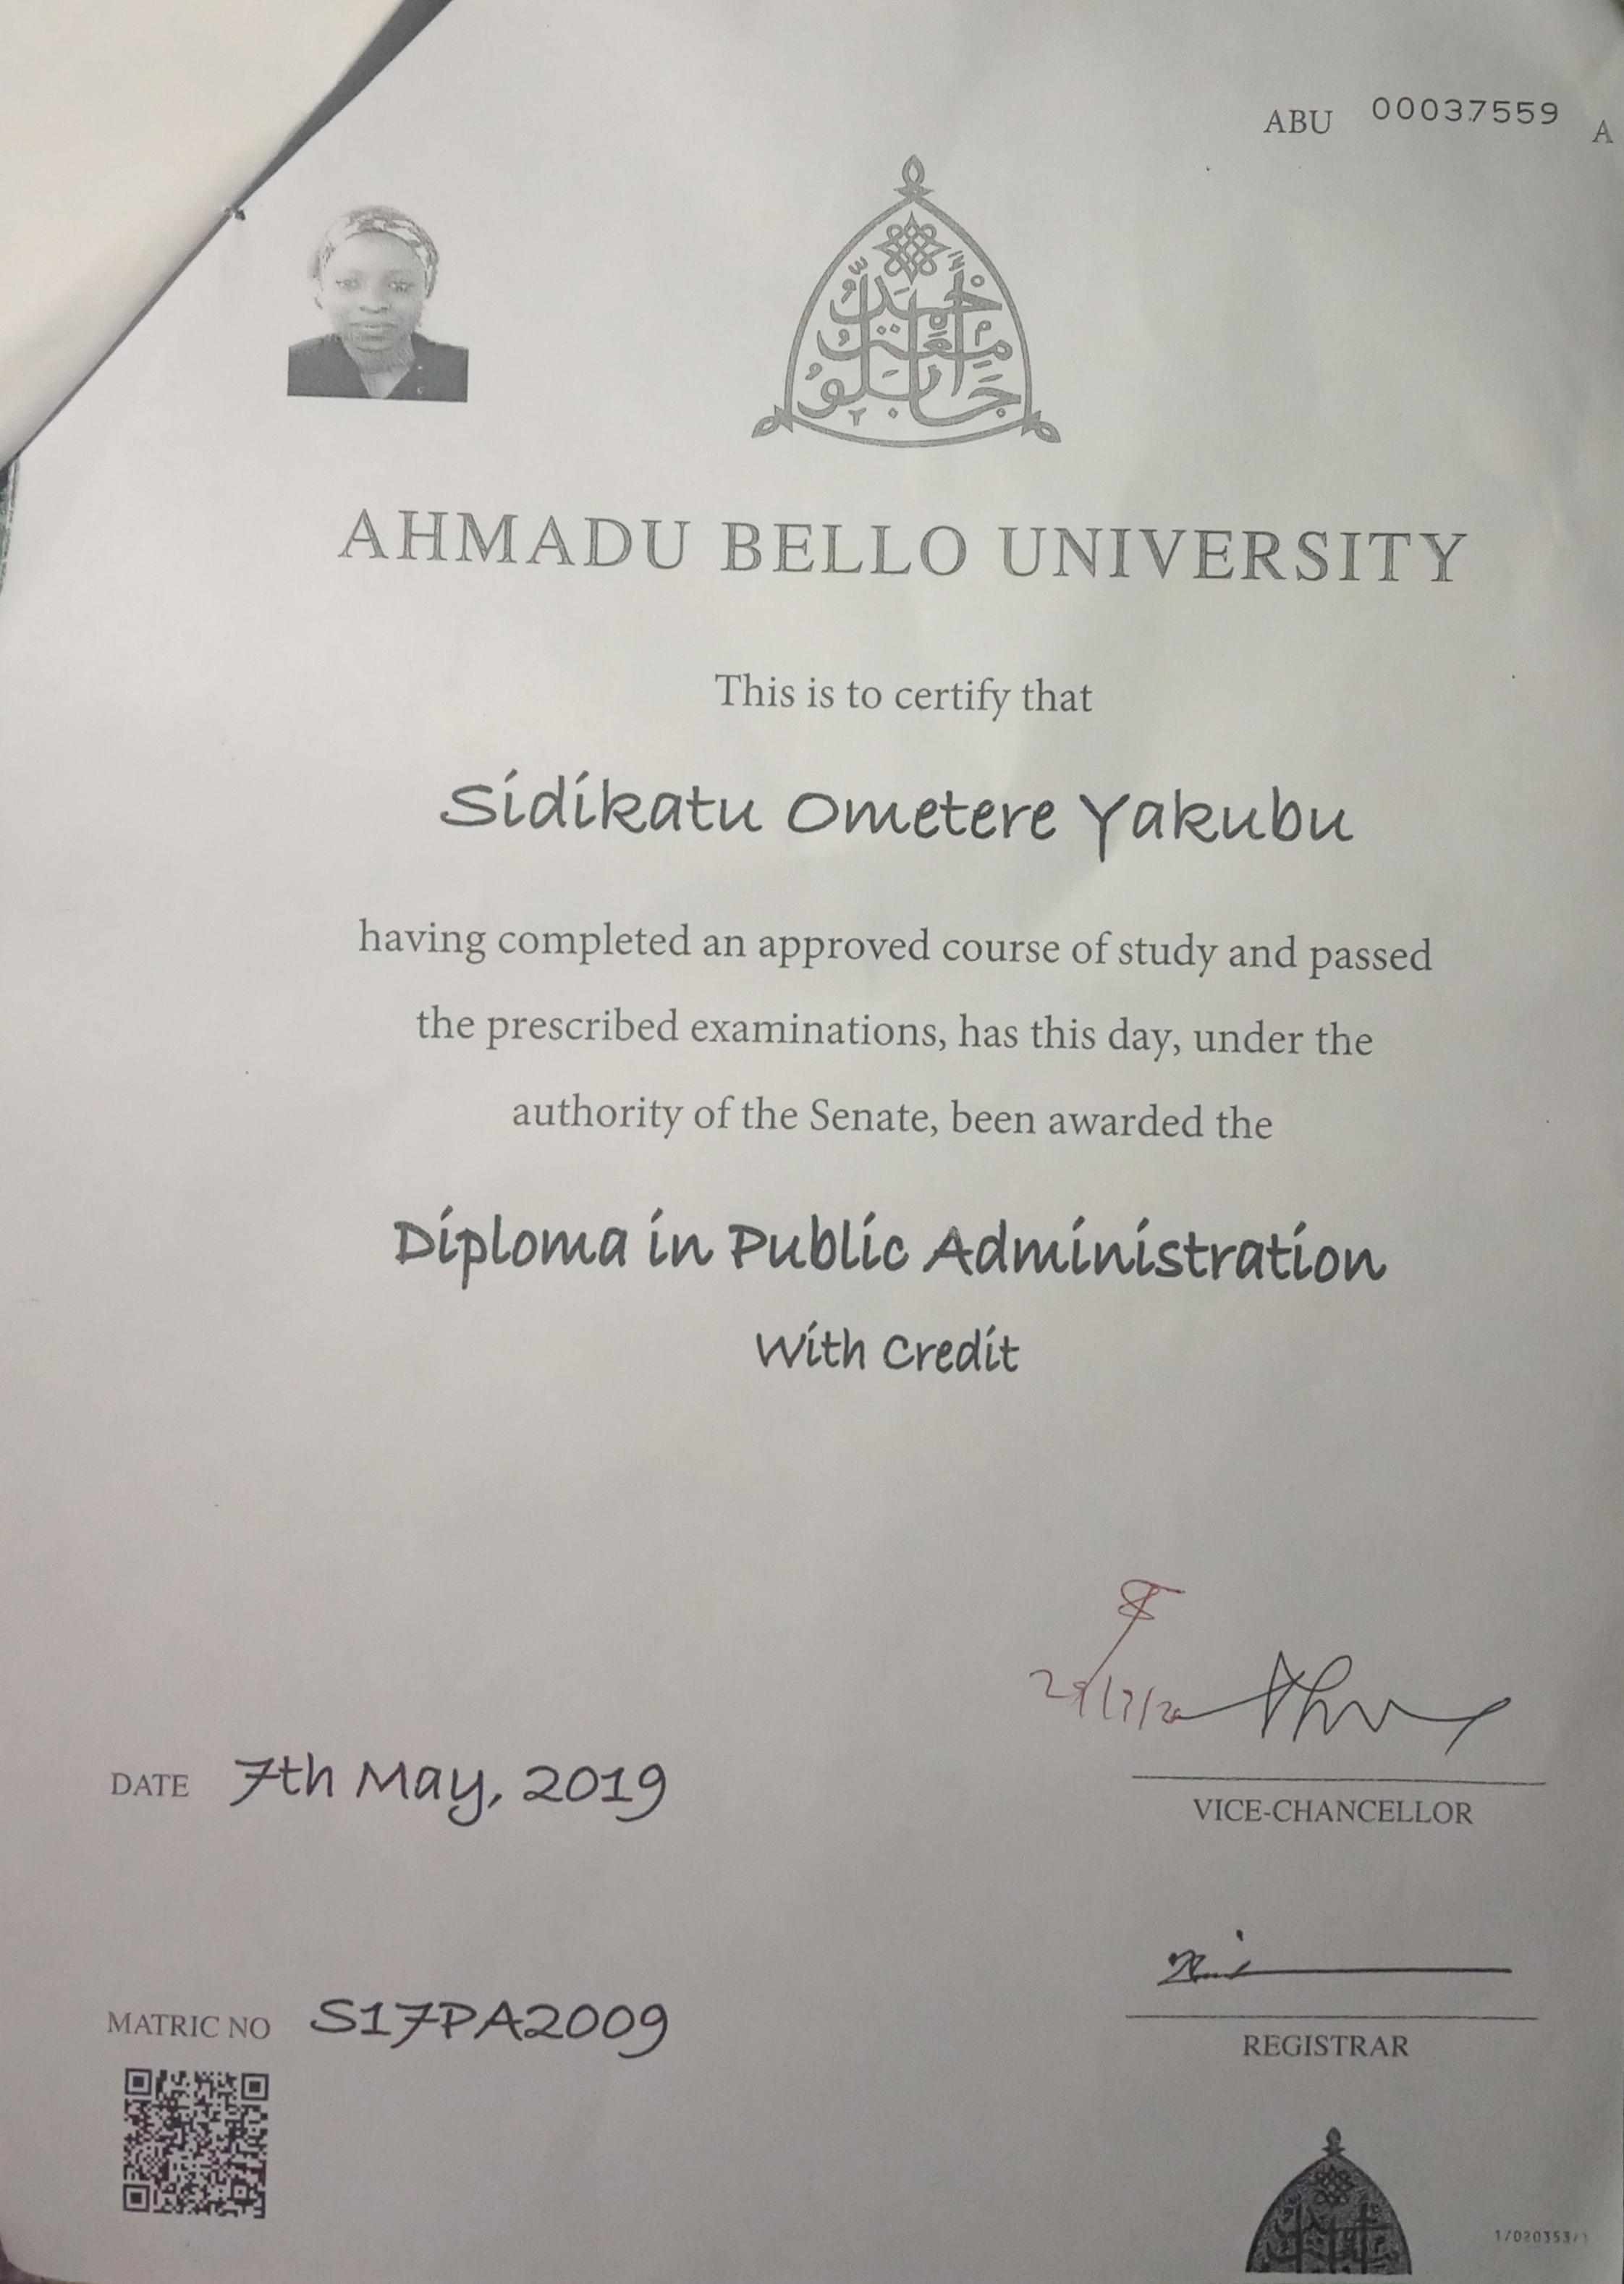 ABU 00037559 A
AHMADU BELLO UNIVERSITY
This is to certify that
Sidikatu Ometere Yakubu
having completed an approved course of study and passed
the prescribed examinations, has this day, under the
authority of the Senate, been awarded the
Diploma in Public Administration
With Credit
DATE 7th May, 2019
VICE-CHANCELLOR
MATRIC NO S17PA2009
REGISTRAR